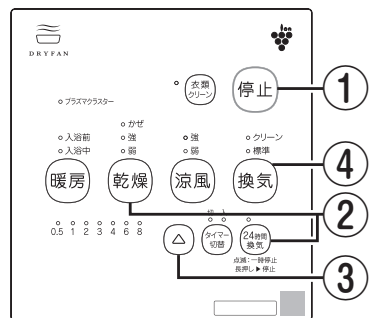 DRYFAN
衣類
クリーン
停止
①
プラズマクラスター
かぜ
入浴前
強
強
クリーン
入浴中
弱
弱
標準
④
暖房
乾燥
涼風
換気
②
切 入
0.5 1 2 3 4 6 8
△
タイマー
切替
24時間
換気
点滅:一時停止
長押し▶停止
③